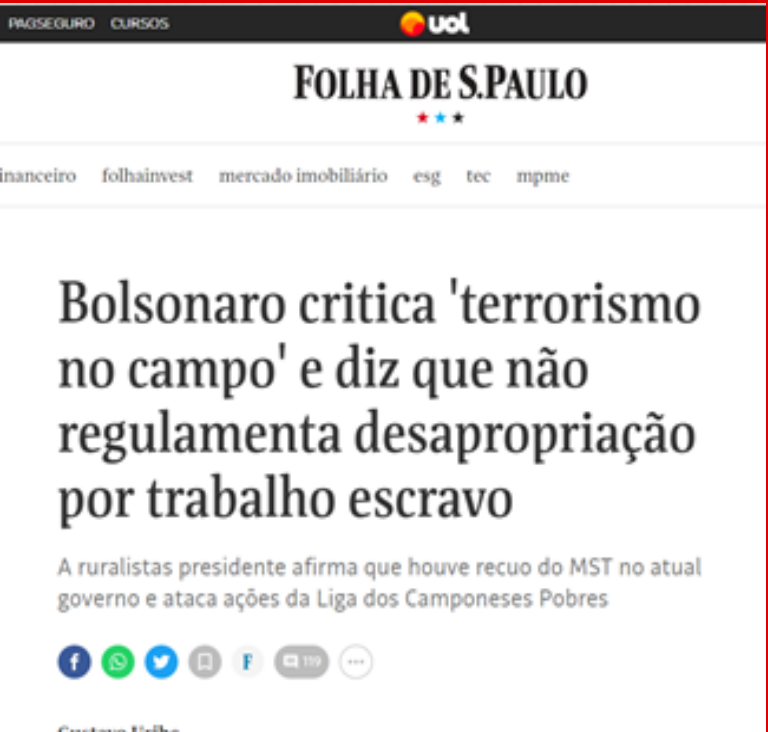 PAGSEGURO CURSOS
uol
FOLHA DE S.PAULO
inanceiro folhainvest mercado imobiliário esg tec mpme
Bolsonaro critica 'terrorismo
no campo' e diz que não
regulamenta desapropriação
por trabalho escravo
A ruralistas presidente afirma que houve recuo do MST no atual
governo e ataca ações da Liga dos Camponeses Pobres
f F 119
Gustavo Uribe